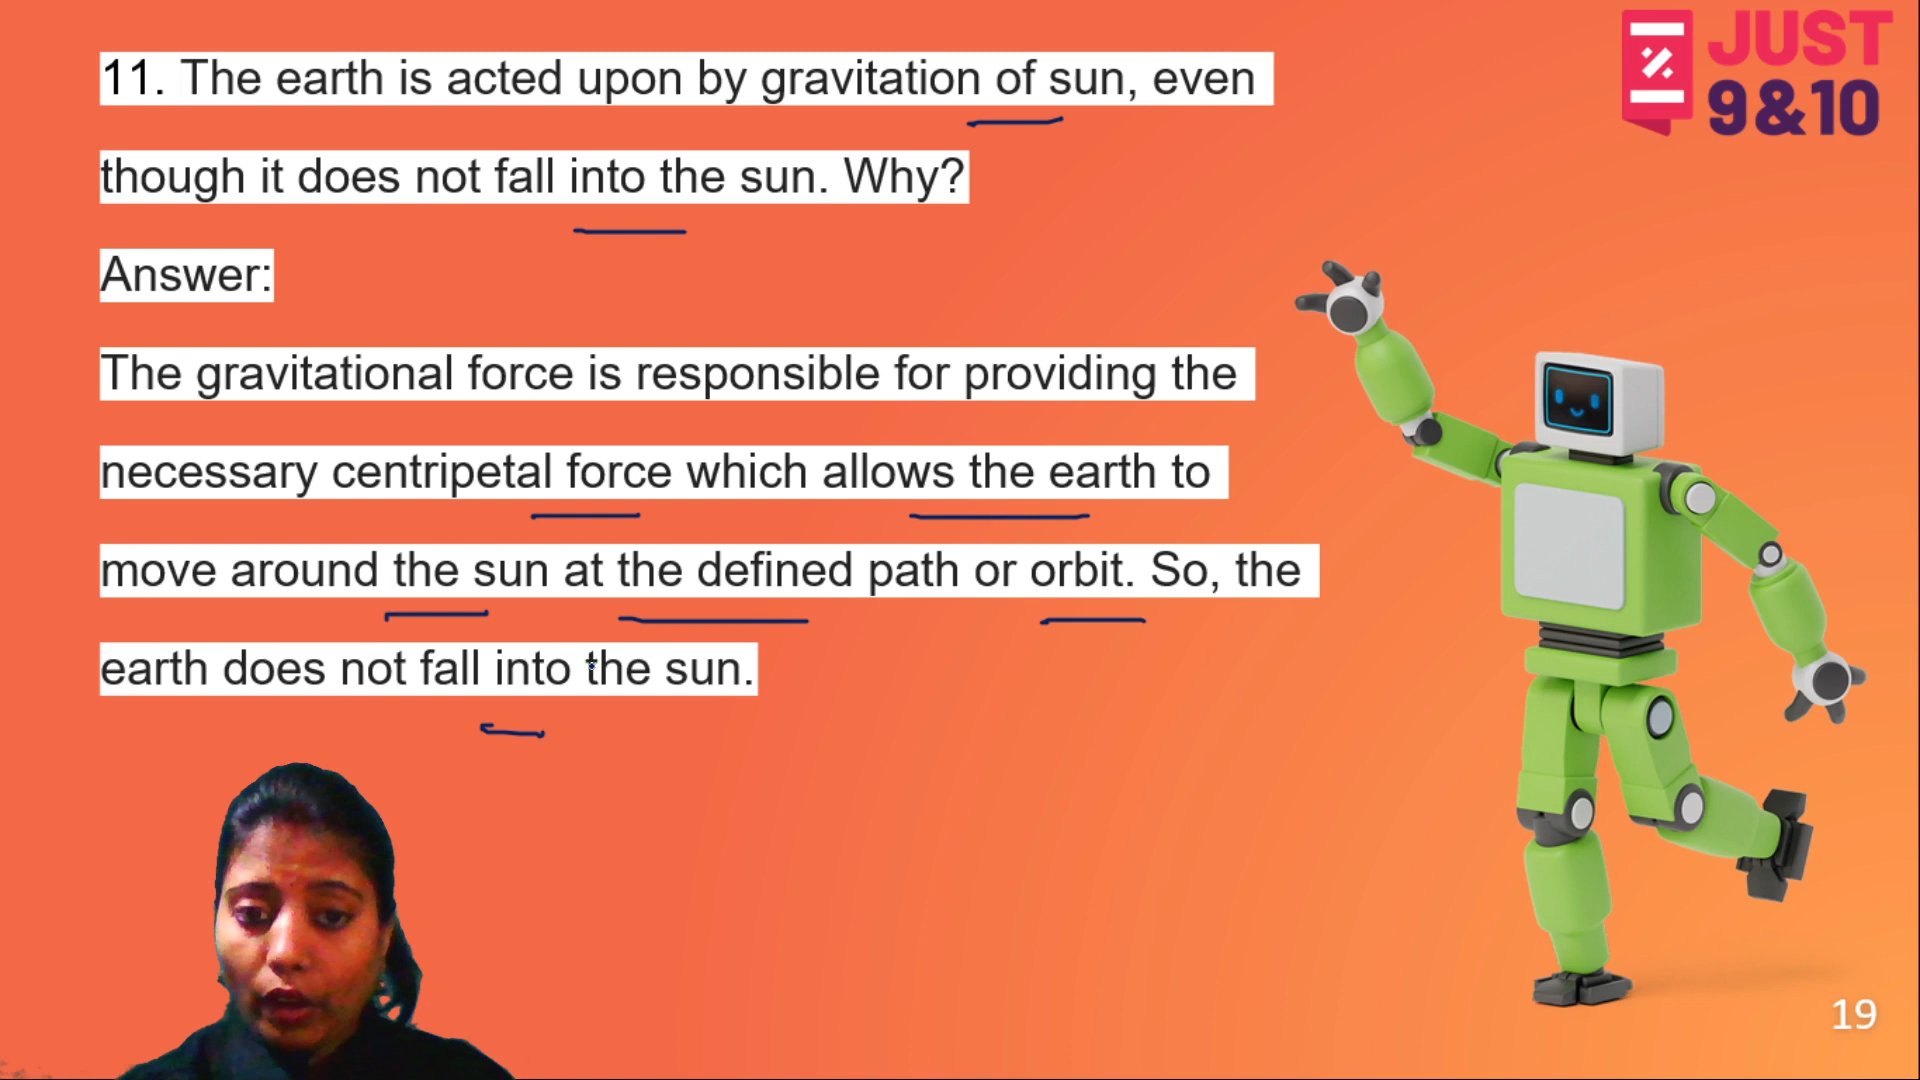 11. The earth is acted upon by gravitation of sun, even
though it does not fall into the sun. Why?
Answer:
The gravitational force is responsible for providing the
necessary centripetal force which allows the earth to
move around the sun at the defined path or orbit. So, the
earth does not fall into the sun.
JUST
9&10
19